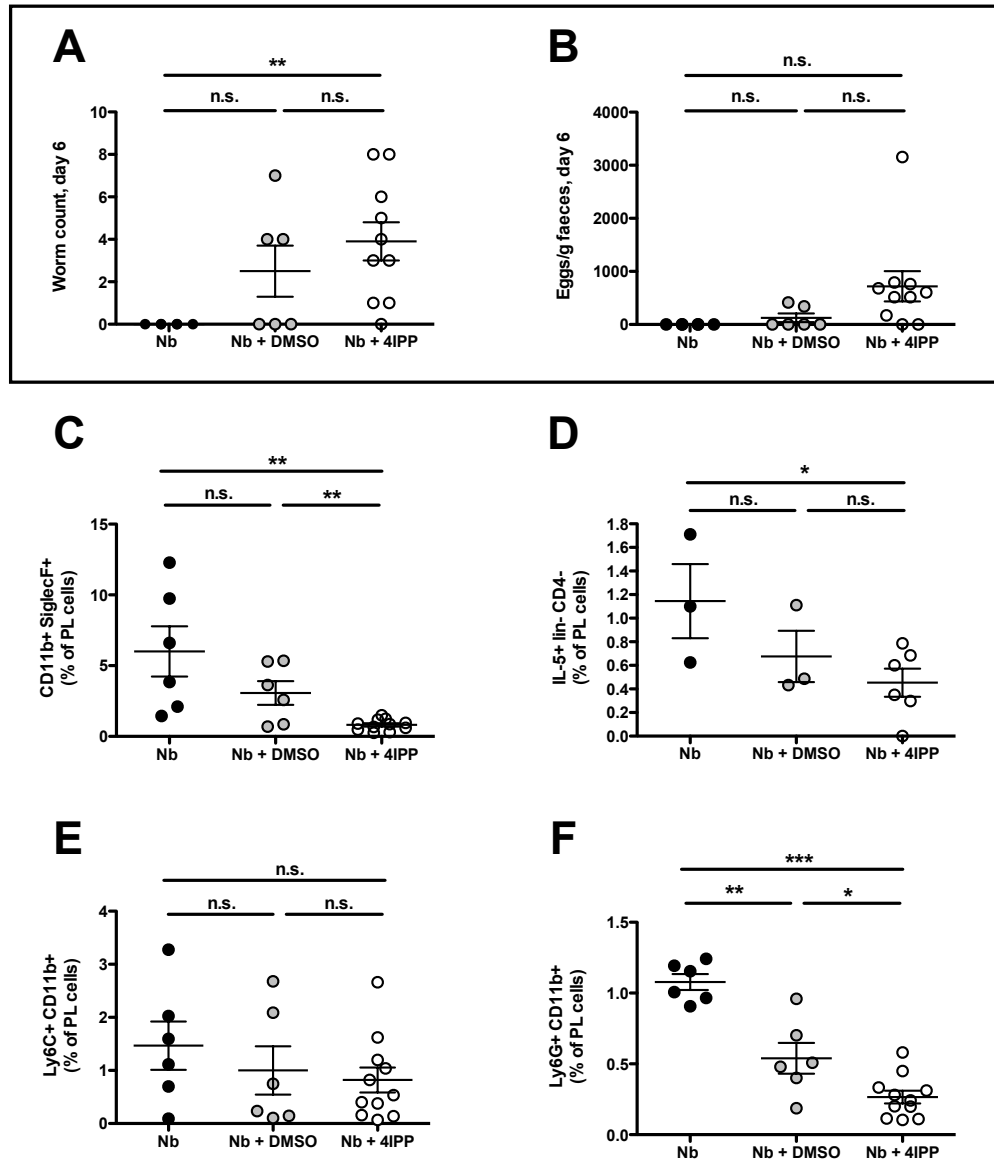 A
**
n.s.
n.s.
Worm count, day 6
10
8
6
4
2
0
Nb
Nb + DMSO
Nb + 4IPP
B
n.s.
n.s.
n.s.
Eggs/g faeces, day 6
4000
3000
2000
1000
0
Nb
Nb + DMSO
Nb + 4IPP
C
**
n.s.
**
CD11b+ SiglecF+
(% of PL cells)
15
10
5
0
Nb
Nb + DMSO
Nb + 4IPP
D
*
n.s.
n.s.
IL-5+ lin- CD4-
(% of PL cells)
1.8
1.6
1.4
1.2
1.0
0.8
0.6
0.4
0.2
0.0
Nb
Nb + DMSO
Nb + 4IPP
E
n.s.
n.s.
n.s.
Ly6C+ CD11b+
(% of PL cells)
4
3
2
1
0
Nb
Nb + DMSO
Nb + 4IPP
F
***
**
*
Ly6G+ CD11b+
(% of PL cells)
1.5
1.0
0.5
0.0
Nb
Nb + DMSO
Nb + 4IPP